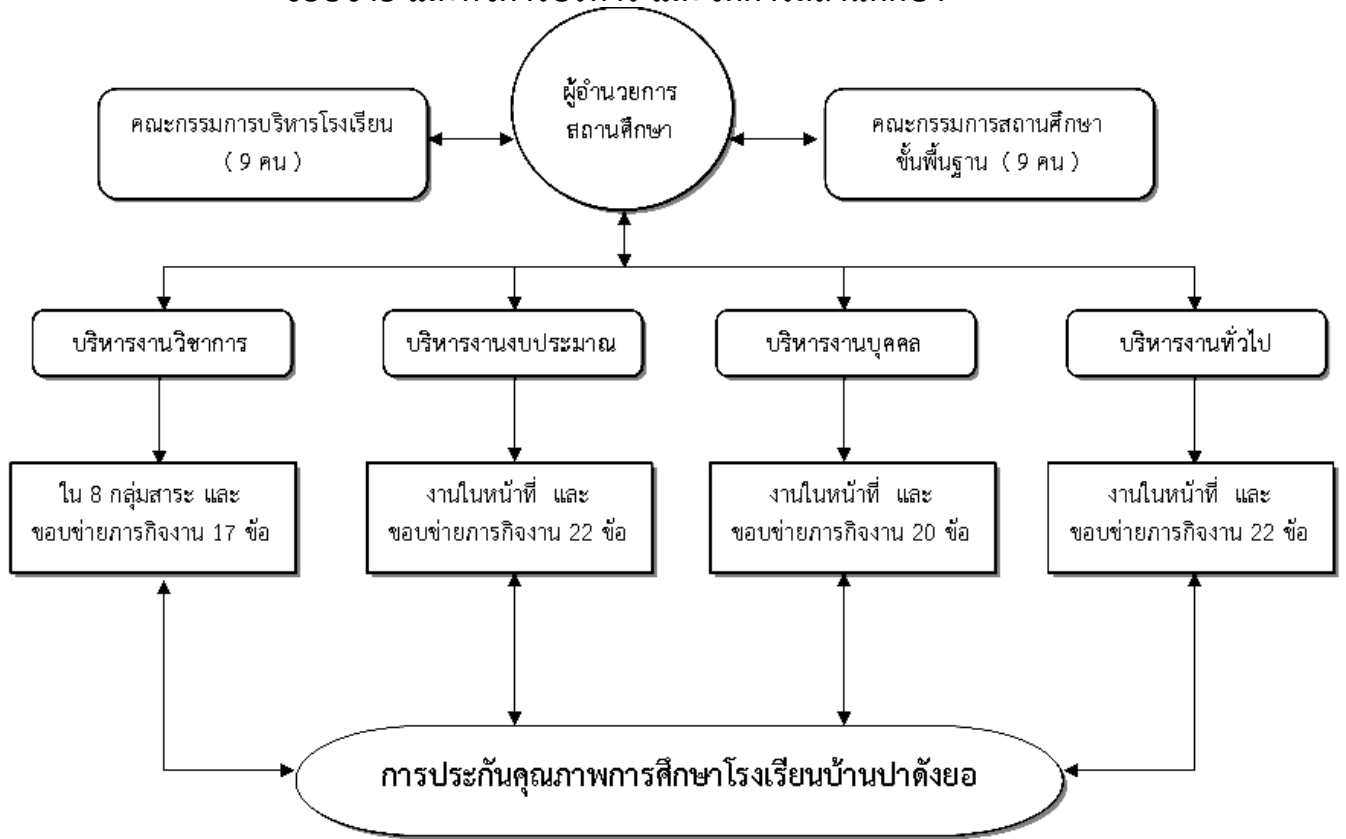 ผู้อำนวยการ
สถานศึกษา
คณะกรรมการบริหารโรงเรียน
( 9 คน )
คณะกรรมการสถานศึกษา
ขั้นพื้นฐาน ( 9 คน )
บริหารงานวิชาการ
บริหารงานงบประมาณ
บริหารงานบุคคล
บริหารงานทั่วไป
ใน 8 กลุ่มสาระ และ
ขอบข่ายภารกิจงาน 17 ข้อ
งานในหน้าที่ และ
ขอบข่ายภารกิจงาน 22 ข้อ
งานในหน้าที่ และ
ขอบข่ายภารกิจงาน 20 ข้อ
งานในหน้าที่ และ
ขอบข่ายภารกิจงาน 22 ข้อ
การประกันคุณภาพการศึกษาโรงเรียนบ้านปาดังยอ